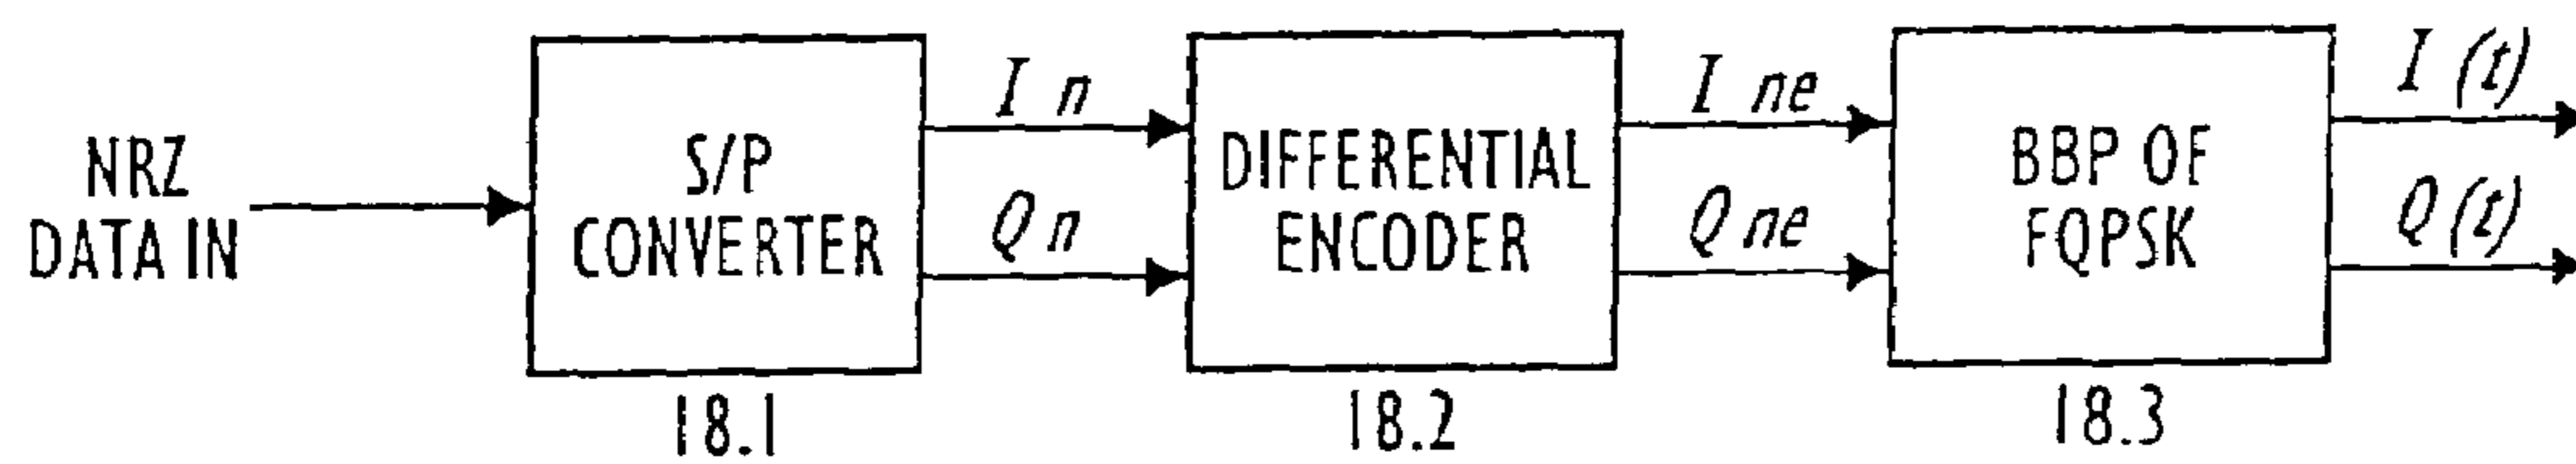 NRZ
DATA IN
S/P
CONVERTER
18.1
I n
Q n
DIFFERENTIAL
ENCODER
18.2
I ne
Q ne
BBP OF
FQPSK
18.3
I (t)
Q (t)